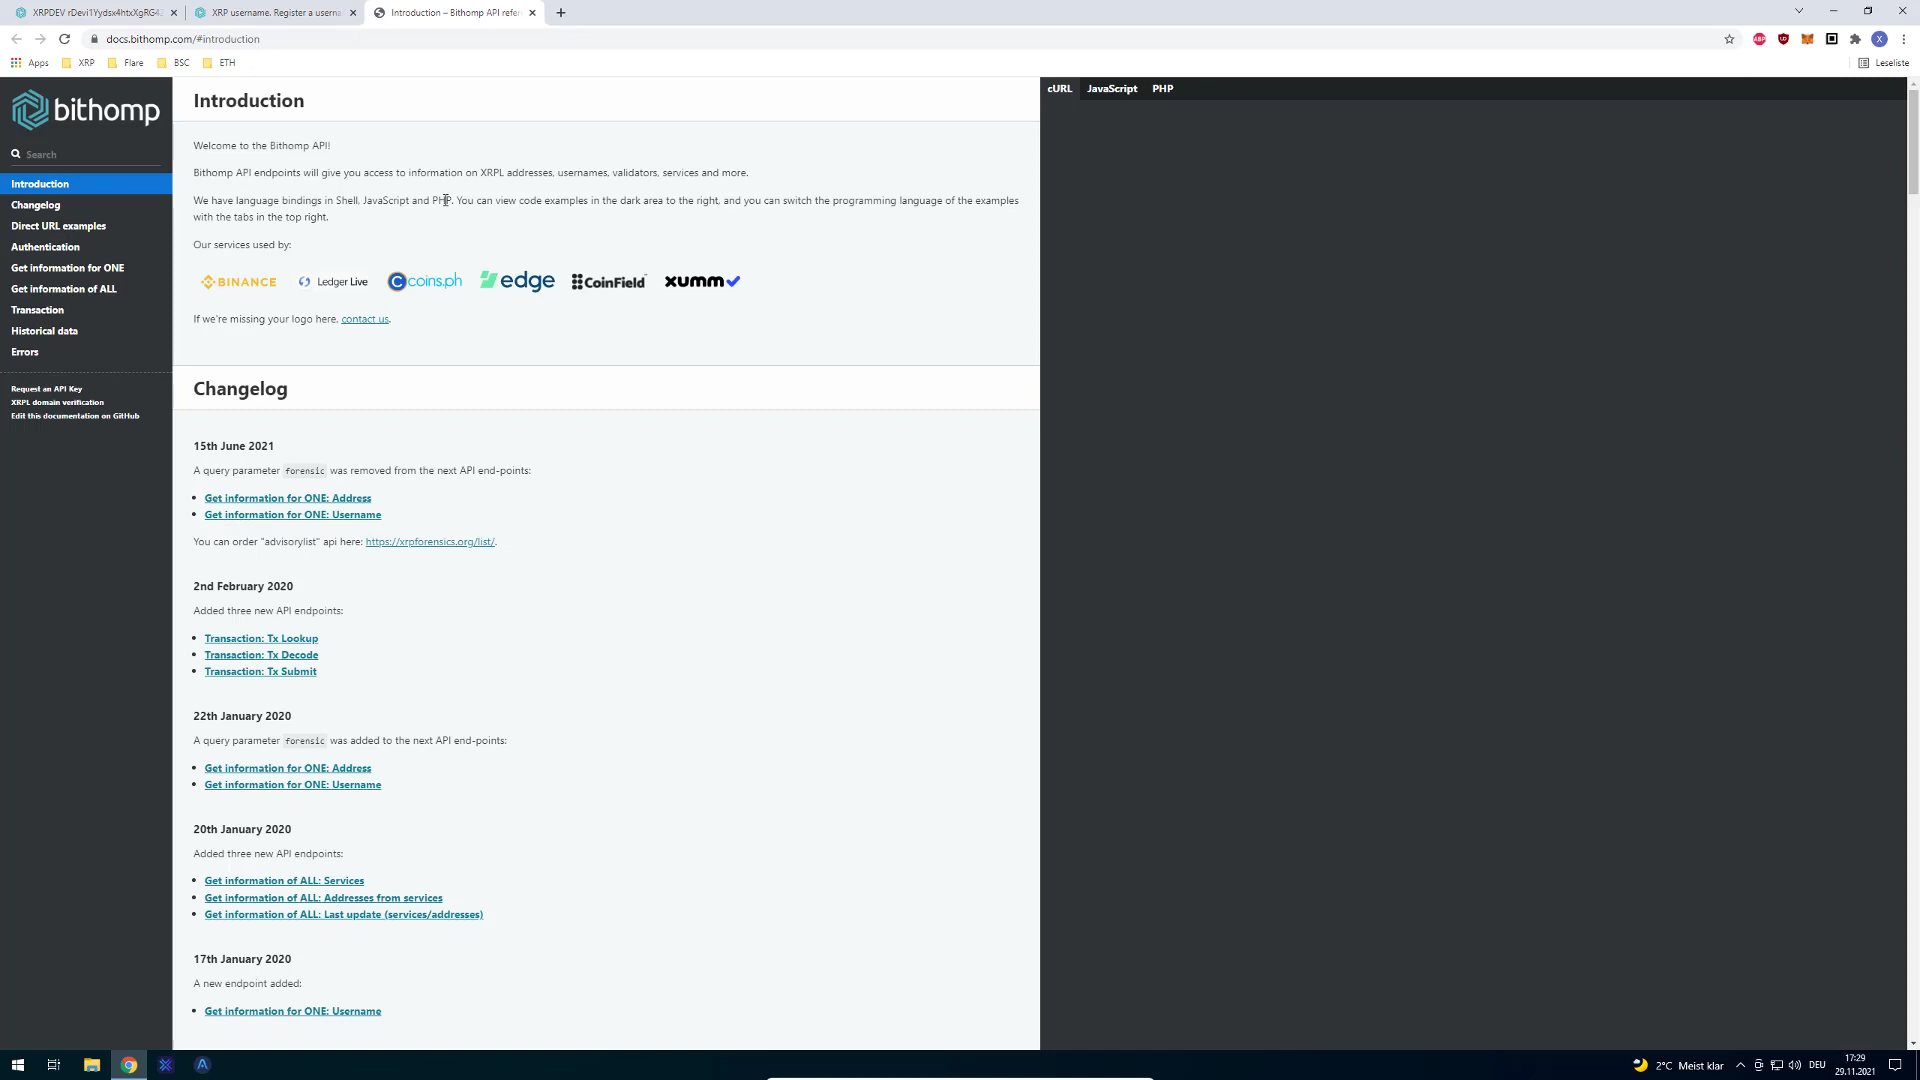 XRPDEV rDevi1Yydsx4htxXgRG4
XRP username. Register a userna
Introduction – Bithomp API refer
docs.bithomp.com/#introduction
Apps
XRP
Flare
BSC
ETH
Leseliste
bithomp
Search
Introduction
Changelog
Direct URL examples
Authentication
Get information for ONE
Get information of ALL
Transaction
Historical data
Errors
Request an API Key
XRPL domain verification
Edit this documentation on GitHub
Introduction
Welcome to the Bithomp API!
Bithomp API endpoints will give you access to information on XRPL addresses, usernames, validators, services and more.
We have language bindings in Shell, JavaScript and PHP. You can view code examples in the dark area to the right, and you can switch the programming language of the examples
with the tabs in the top right.
Our services used by:
BINANCE
Ledger Live
coins.ph
edge
CoinField
xumm
If we're missing your logo here, contact us.
Changelog
15th June 2021
A query parameter forensic was removed from the next API end-points:
Get information for ONE: Address
Get information for ONE: Username
You can order "advisorylist" api here: https://xrpforensics.org/list/.
2nd February 2020
Added three new API endpoints:
Transaction: Tx Lookup
Transaction: Tx Decode
Transaction: Tx Submit
22th January 2020
A query parameter forensic was added to the next API end-points:
Get information for ONE: Address
Get information for ONE: Username
20th January 2020
Added three new API endpoints:
Get information of ALL: Services
Get information of ALL: Addresses from services
Get information of ALL: Last update (services/addresses)
17th January 2020
A new endpoint added:
Get information for ONE: Username
cURL
JavaScript
PHP
2°C Meist klar
DEU
17:29
29.11.2021